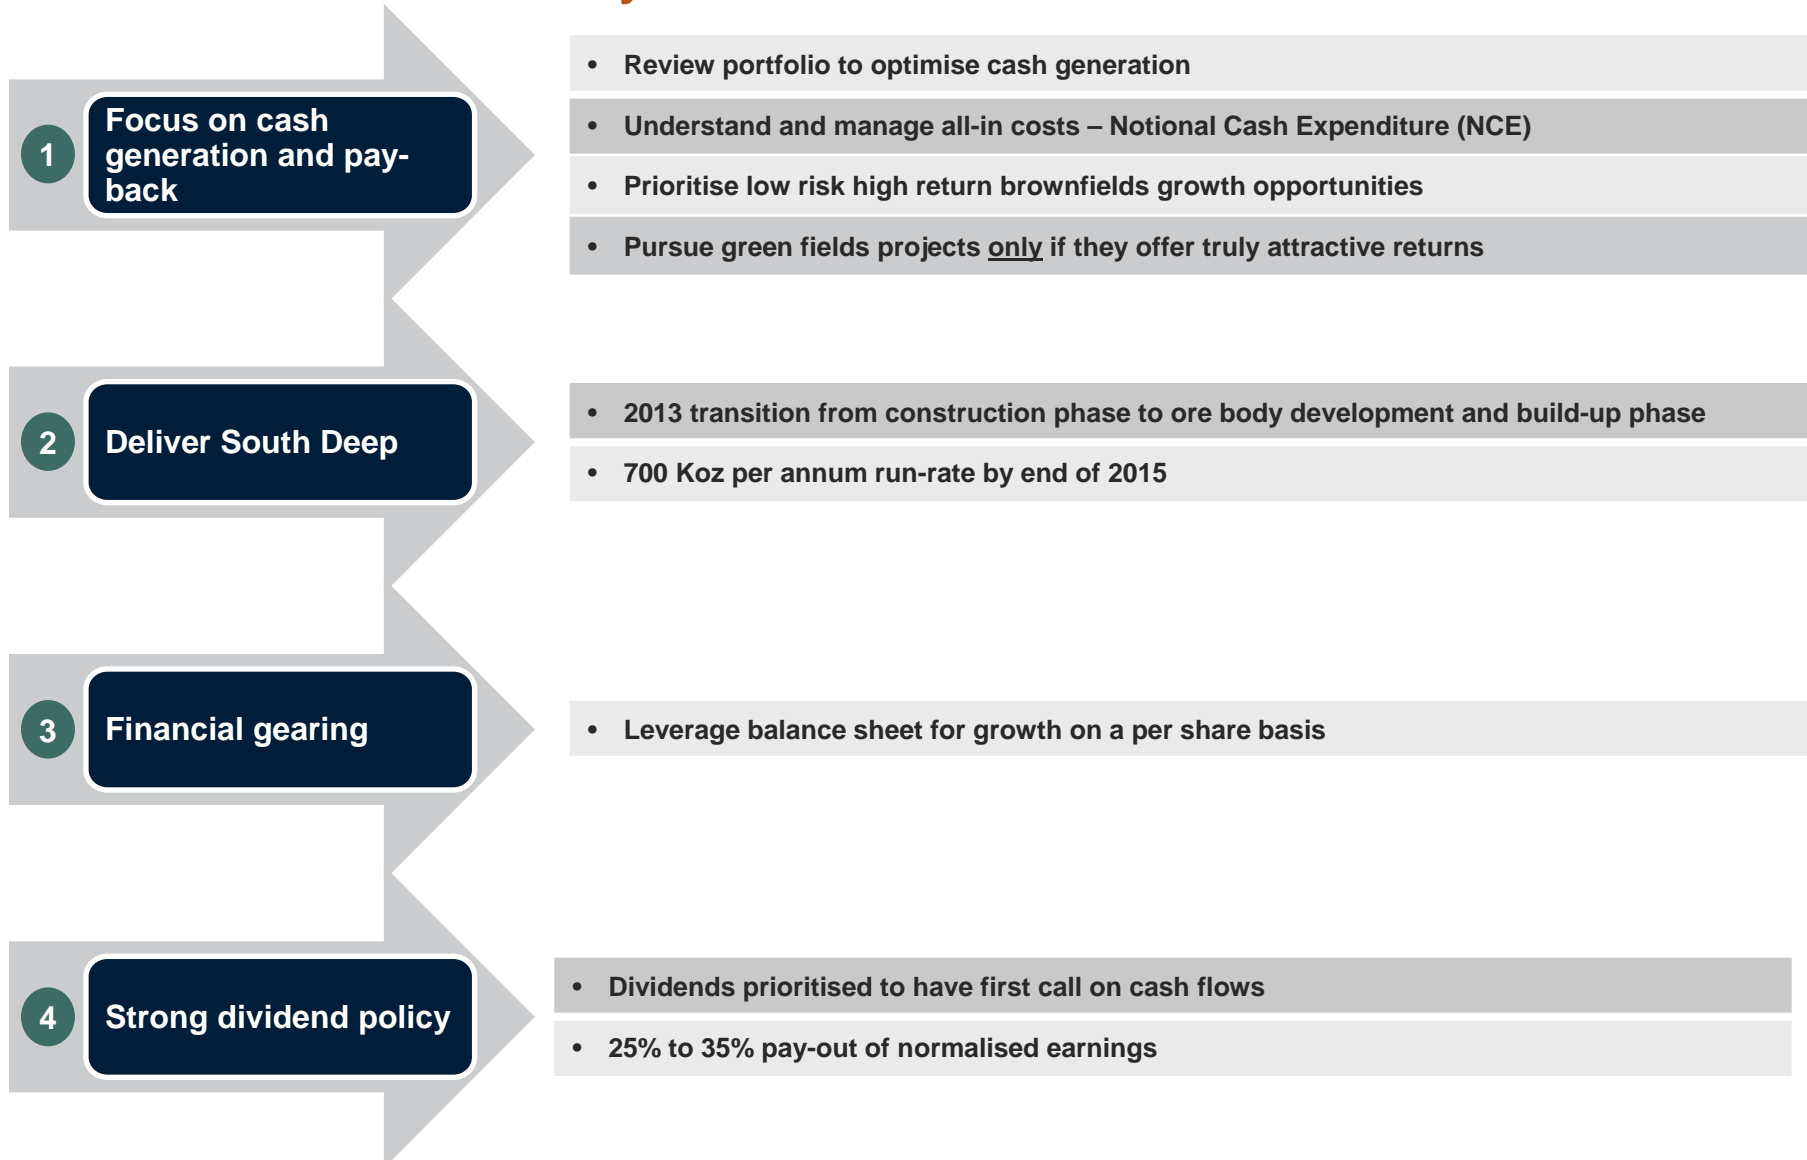 1
Focus on cash
generation and pay-
back
• Review portfolio to optimise cash generation
• Understand and manage all-in costs – Notional Cash Expenditure (NCE)
• Prioritise low risk high return brownfields growth opportunities
• Pursue green fields projects only if they offer truly attractive returns
2
Deliver South Deep
• 2013 transition from construction phase to ore body development and build-up phase
• 700 Koz per annum run-rate by end of 2015
3
Financial gearing
• Leverage balance sheet for growth on a per share basis
4
Strong dividend policy
• Dividends prioritised to have first call on cash flows
• 25% to 35% pay-out of normalised earnings